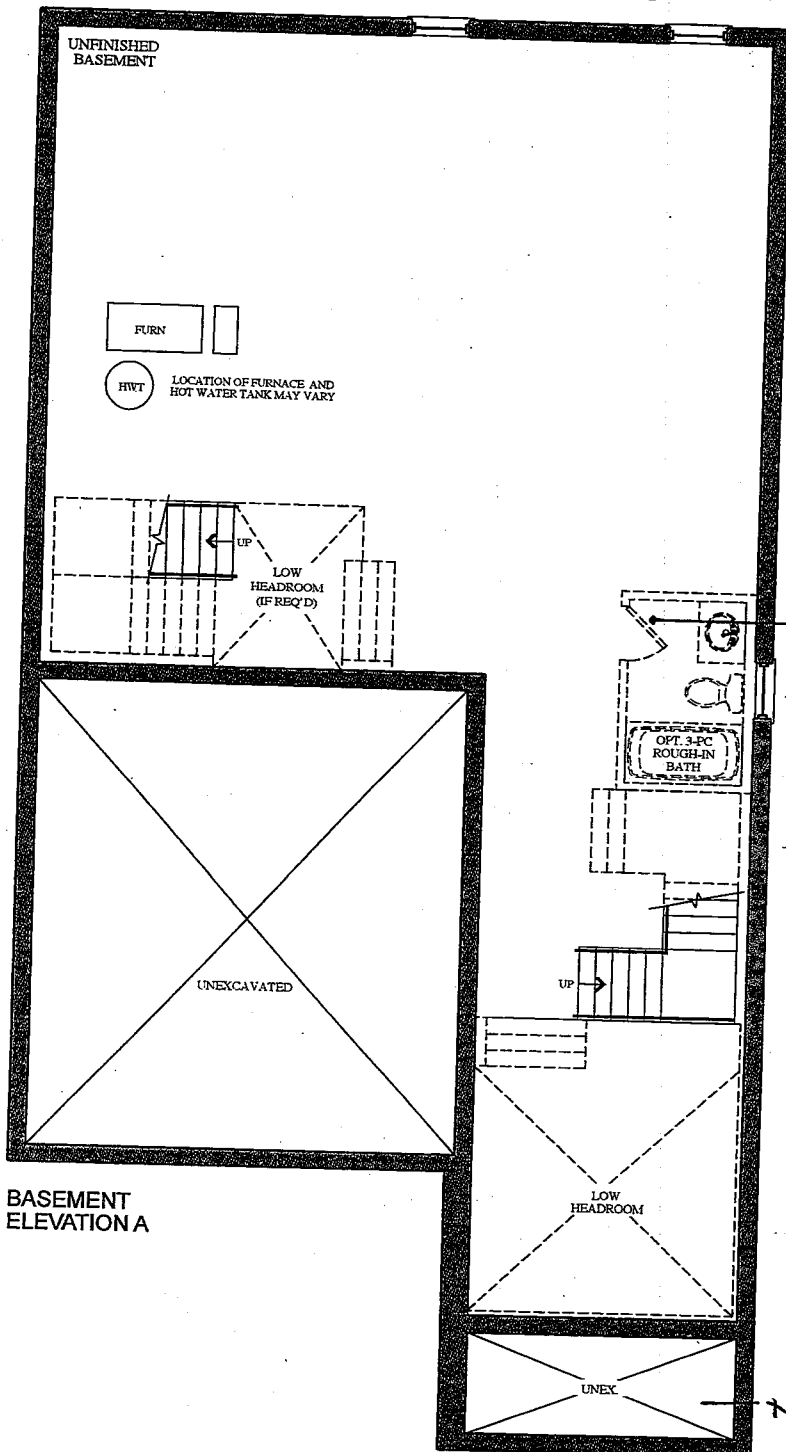 UNFINISHED
BASEMENT
FURN
HWT
LOCATION OF FURNACE AND
HOT WATER TANK MAY VARY
UP
LOW
HEADROOM
(IF REQ'D)
OPT. 3-PC
ROUGH-IN
BATH
UNEXCAVATED
UP
BASEMENT
ELEVATION A
LOW
HEADROOM
UNEX.